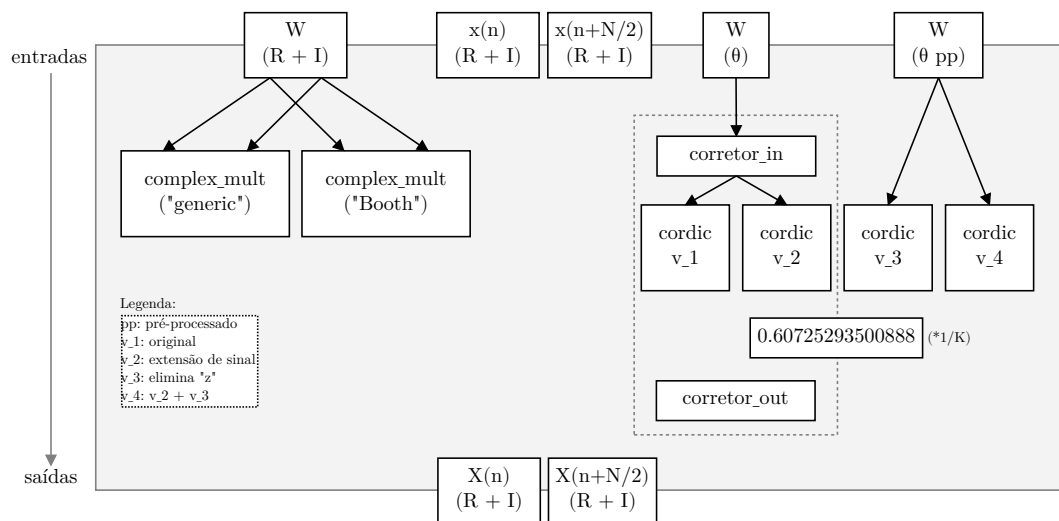 entradas
W
(R + I)
x(n)
(R + I)
x(n+N/2)
(R + I)
W
(θ)
W
(θ pp)
complex_mult
("generic")
complex_mult
("Booth")
corretor_in
cordic
v_1
cordic
v_2
cordic
v_3
cordic
v_4
Legenda:
pp: pré-processado
v_1: original
v_2: extensão de sinal
v_3: elimina "z"
v_4: v_2 + v_3
0.60725293500888 (*1/K)
corretor_out
saídas
X(n)
(R + I)
X(n+N/2)
(R + I)